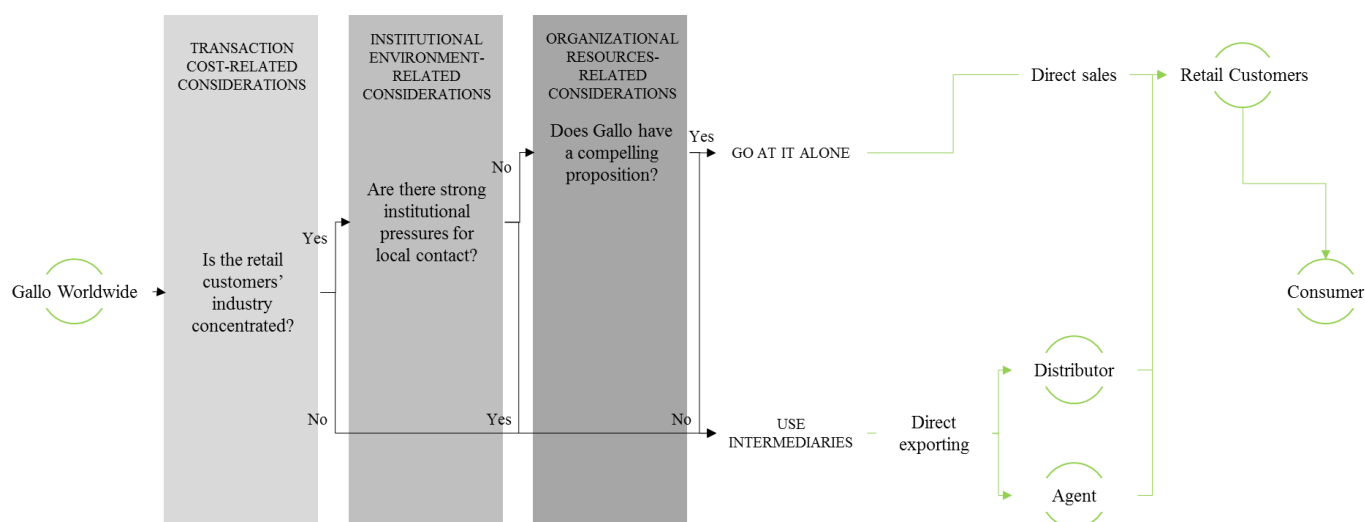 TRANSACTION
COST-RELATED
CONSIDERATIONS
INSTITUTIONAL
ENVIRONMENT-
RELATED
CONSIDERATIONS
ORGANIZATIONAL
RESOURCES-
RELATED
CONSIDERATIONS
Does Gallo have
a compelling
proposition?
Yes
No
GO AT IT ALONE
Direct sales
Retail Customers
Are there strong
institutional
pressures for
local contact?
Yes
Gallo Worldwide
Is the retail
customers’
industry
concentrated?
Consumer
Distributor
No
Yes
No
USE
INTERMEDIARIES
Direct
exporting
Agent